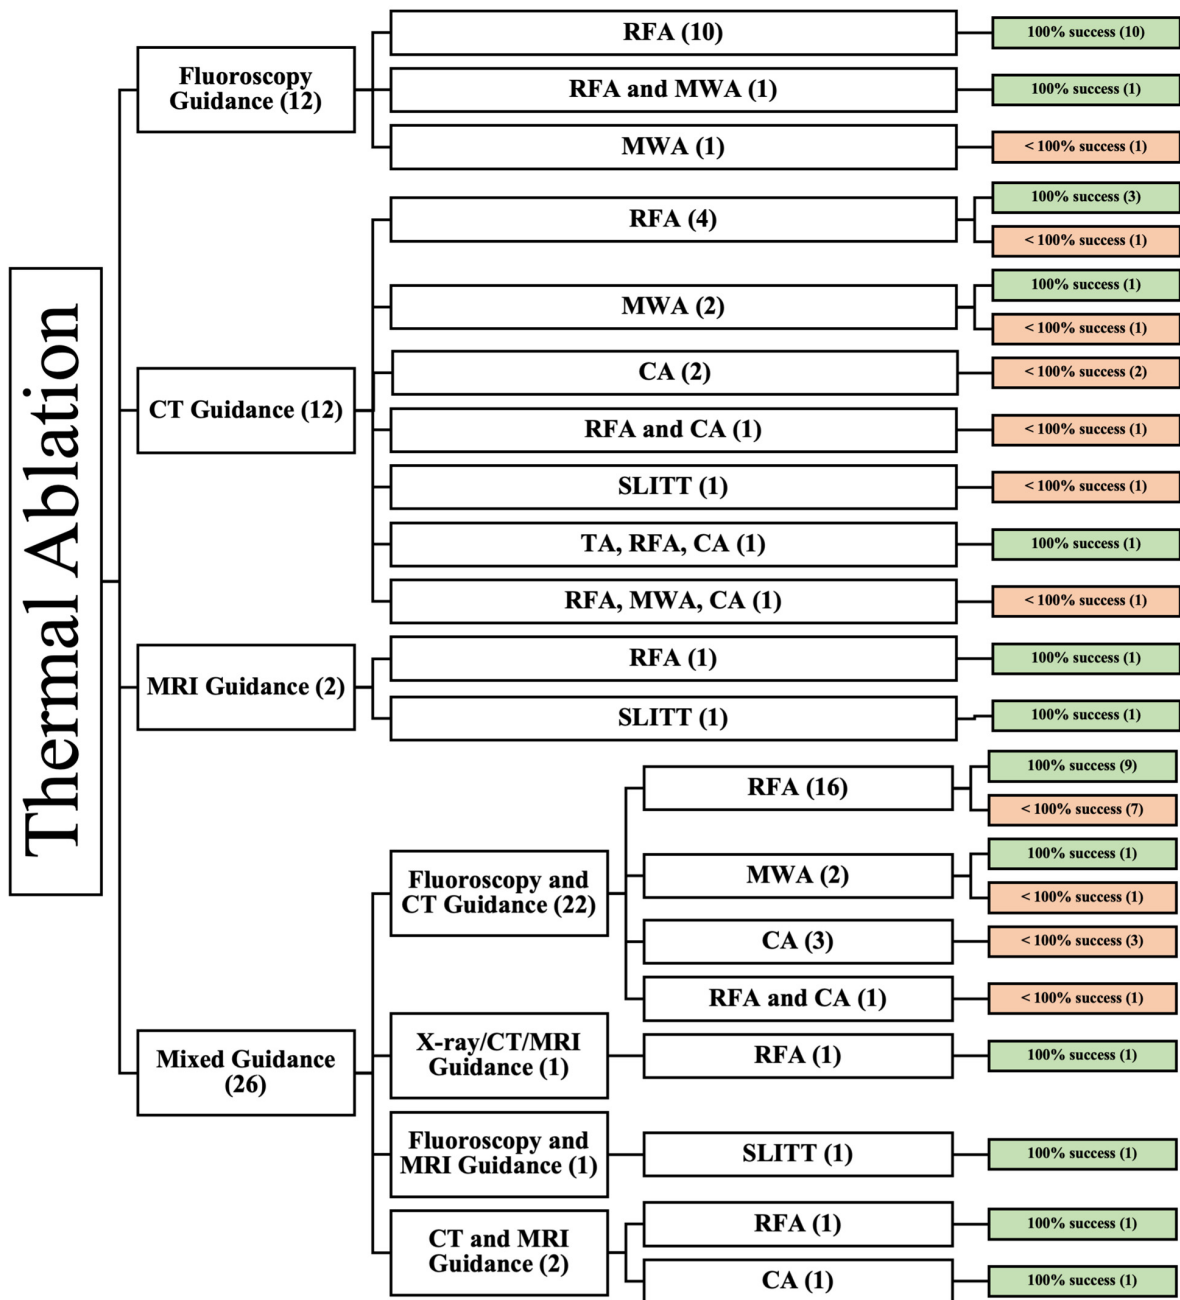 Thermal Ablation
Fluoroscopy
Guidance (12)
RFA (10)
100% success (10)
RFA and MWA (1)
100% success (1)
MWA (1)
< 100% success (1)
CT Guidance (12)
RFA (4)
100% success (3)
< 100% success (1)
MWA (2)
100% success (1)
< 100% success (1)
CA (2)
< 100% success (2)
RFA and CA (1)
< 100% success (1)
SLITT (1)
< 100% success (1)
TA, RFA, CA (1)
100% success (1)
RFA, MWA, CA (1)
< 100% success (1)
MRI Guidance (2)
RFA (1)
100% success (1)
SLITT (1)
100% success (1)
Mixed Guidance
(26)
Fluoroscopy and
CT Guidance (22)
RFA (16)
100% success (9)
< 100% success (7)
MWA (2)
100% success (1)
< 100% success (1)
CA (3)
< 100% success (3)
RFA and CA (1)
< 100% success (1)
X-ray/CT/MRI
Guidance (1)
RFA (1)
100% success (1)
Fluoroscopy and
MRI Guidance (1)
SLITT (1)
100% success (1)
CT and MRI
Guidance (2)
RFA (1)
100% success (1)
CA (1)
100% success (1)